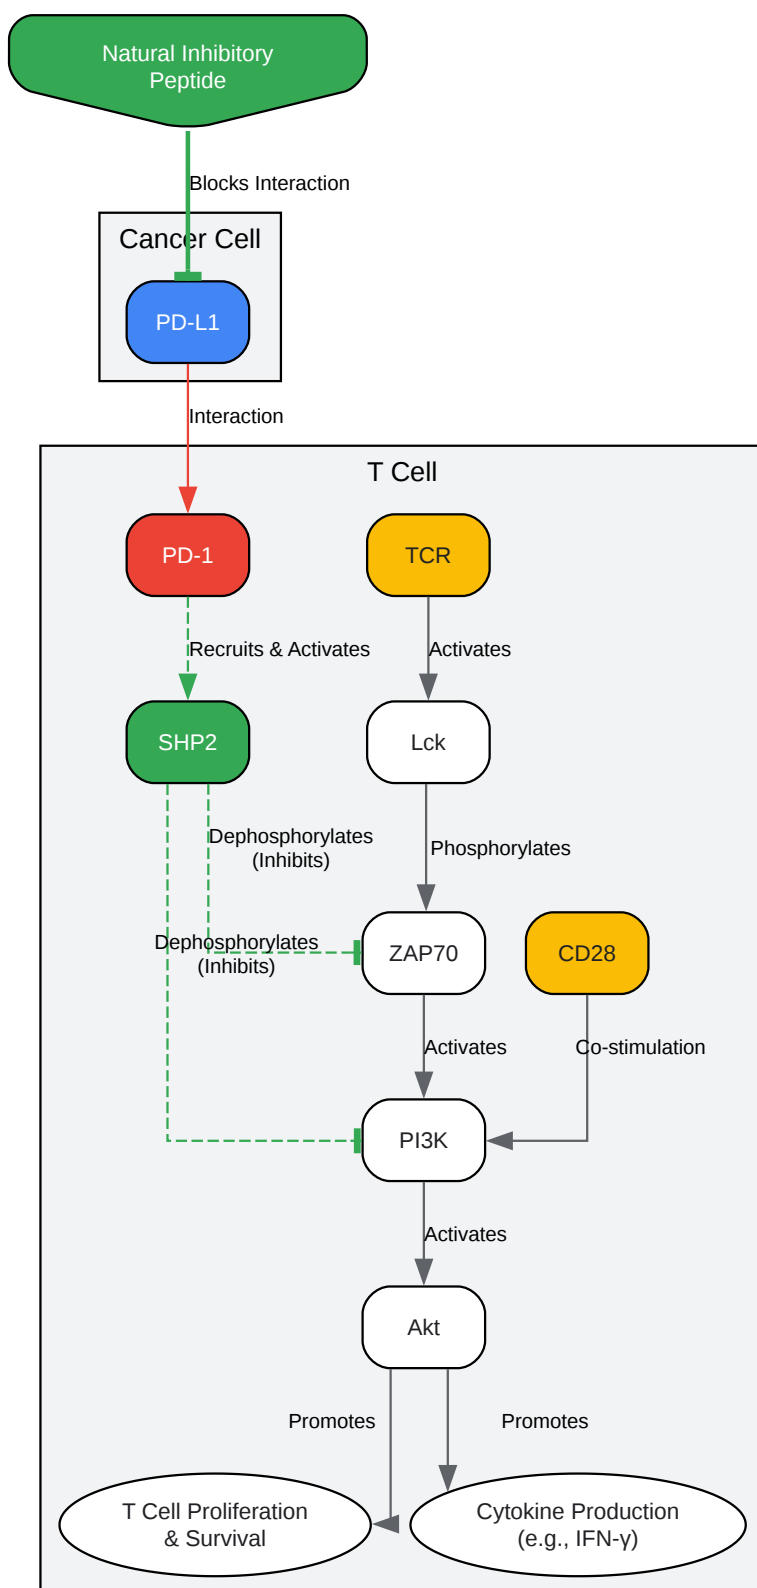 Natural Inhibitory
Peptide
Blocks Interaction
Cancer Cell
PD-L1
Interaction
T Cell
PD-1
TCR
Recruits & Activates
Activates
SHP2
Lck
Dephosphorylates
(Inhibits)
Phosphorylates
Dephosphorylates
(Inhibits)
ZAP70
CD28
Activates
Co-stimulation
PI3K
Activates
Akt
Promotes
Promotes
T Cell Proliferation
& Survival
Cytokine Production
(e.g., IFN-γ)